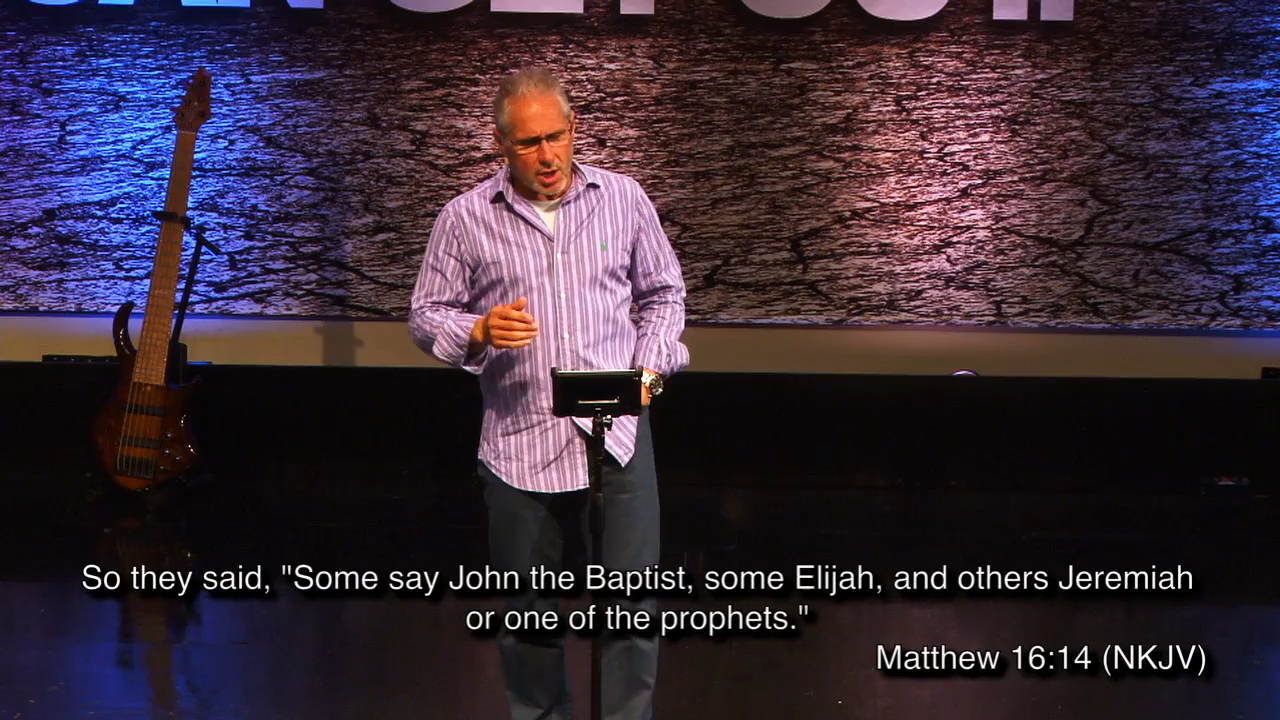 So they said, "Some say John the Baptist, some Elijah, and others Jeremiah
or one of the prophets."
Matthew 16:14 (NKJV)